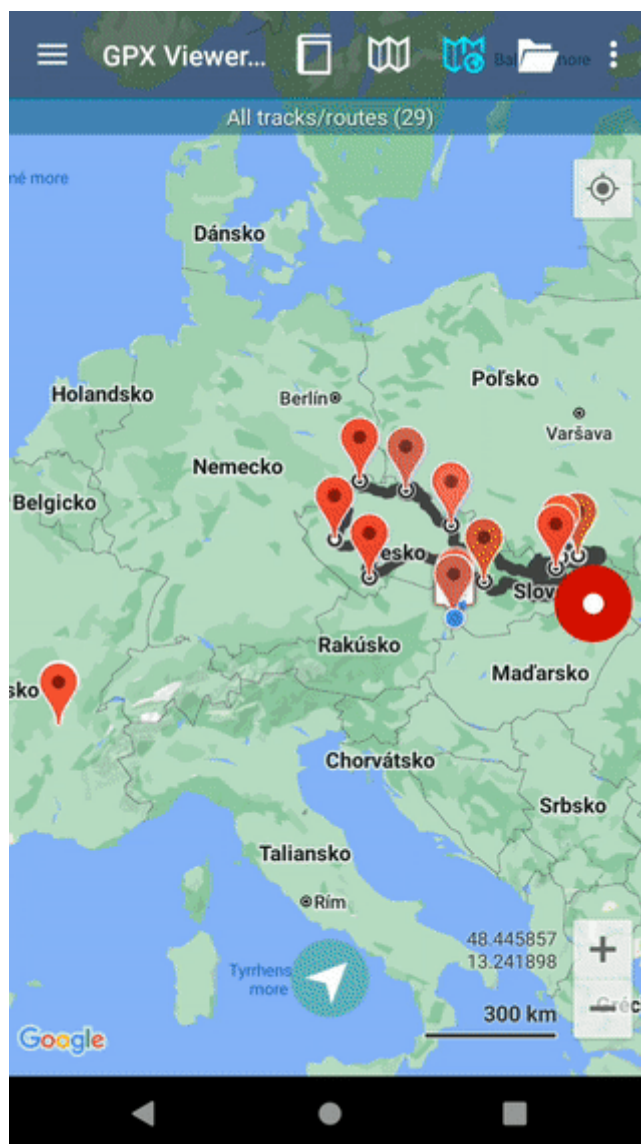 GPX Viewer...
All tracks/routes (29)
né more
Dánsko
Poľsko
Holandsko
Berlín
Varšava
Nemecko
Belgicko
esko
Slov
Rakúsko
Maďarsko
sko
Chorvátsko
Srbsko
Taliansko
Rím
48.445857
13.241898
Tyrrhens
more
300 km
Gréc
Google